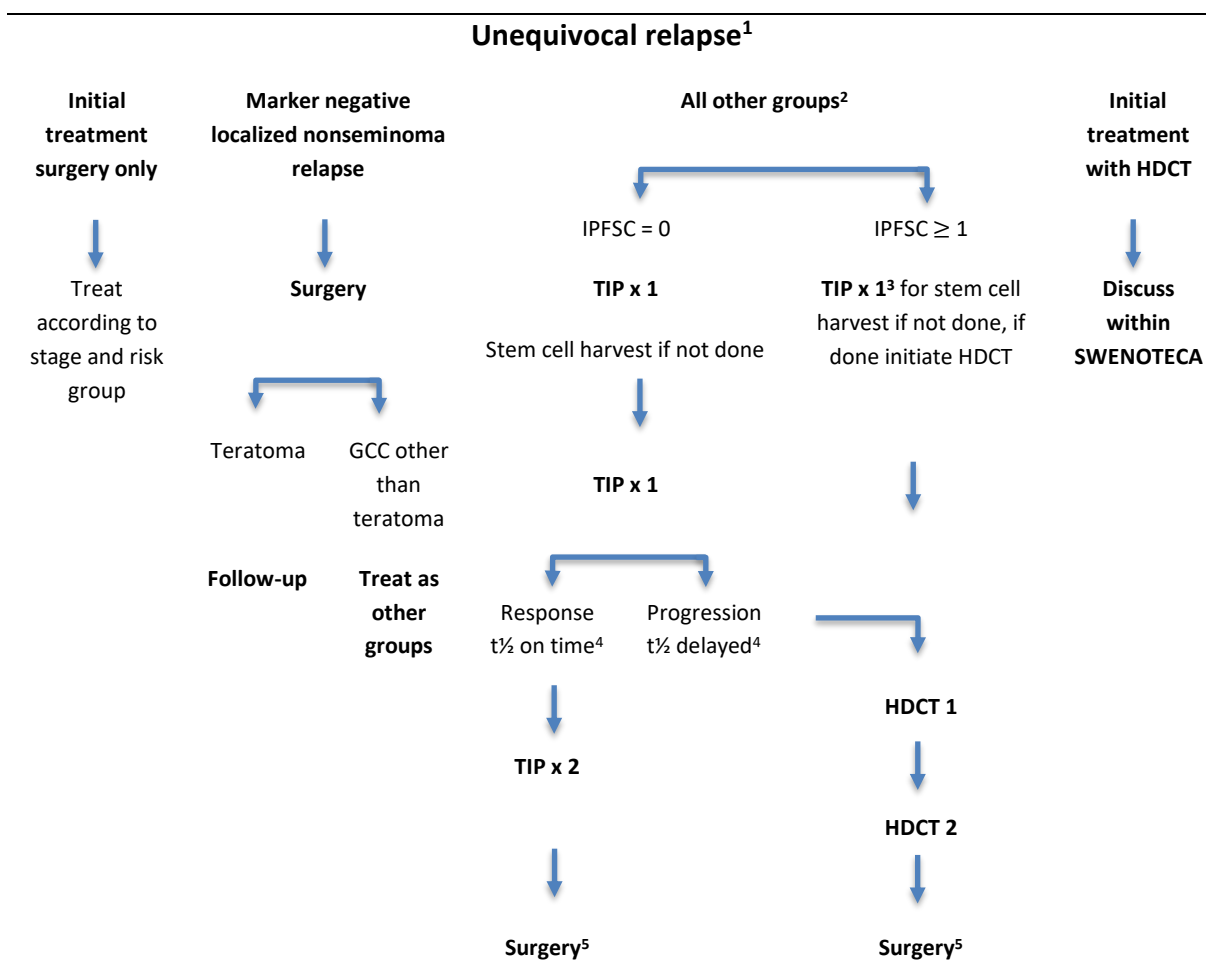 Unequivocal relapse¹
Initial
treatment
surgery only
Marker negative
localized nonseminoma
relapse
All other groups²
Initial
treatment
with HDCT
IPFSC = 0
IPFSC ≥ 1
Treat
according to
stage and risk
group
Surgery
TIP x 1
Stem cell harvest if not done
TIP x 1³ for stem cell
harvest if not done, if
done initiate HDCT
Discuss
within
SWENOTECA
Teratoma
GCC other
than
teratoma
TIP x 1
Follow-up
Treat as
other
groups
Response
t½ on time⁴
Progression
t½ delayed⁴
HDCT 1
TIP x 2
HDCT 2
Surgery⁵
Surgery⁵